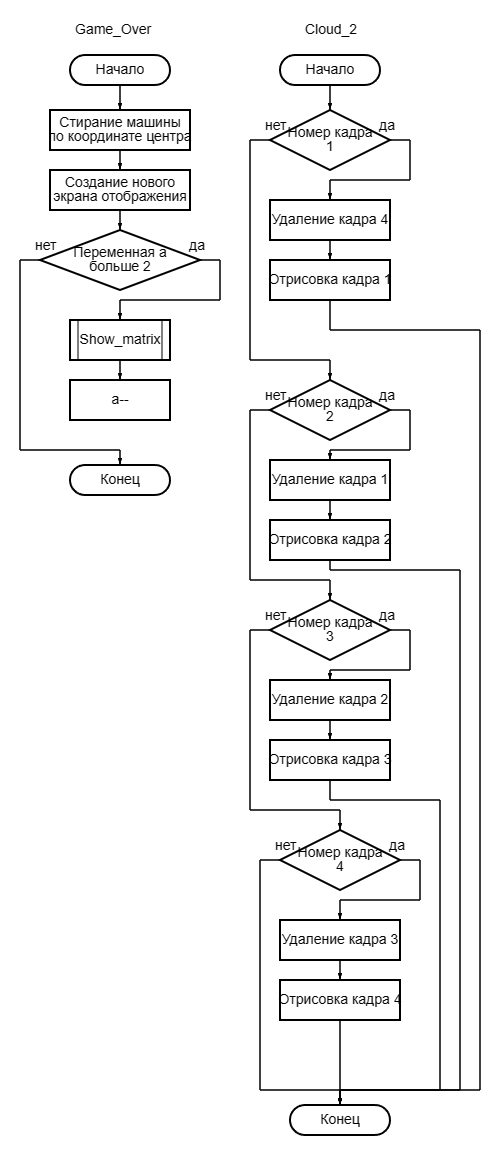 Game_Over
Начало
Стирание машины
по координате центра
Создание нового
экрана отображения
Переменная a
больше 2
нет
да
Show_matrix
a--
Конец
Cloud_2
Начало
Номер кадра
1
нет
да
Удаление кадра 4
Отрисовка кадра 1
Номер кадра
2
нет
да
Удаление кадра 1
Отрисовка кадра 2
Номер кадра
3
нет
да
Удаление кадра 2
Отрисовка кадра 3
Номер кадра
4
нет
да
Удаление кадра 3
Отрисовка кадра 4
Конец